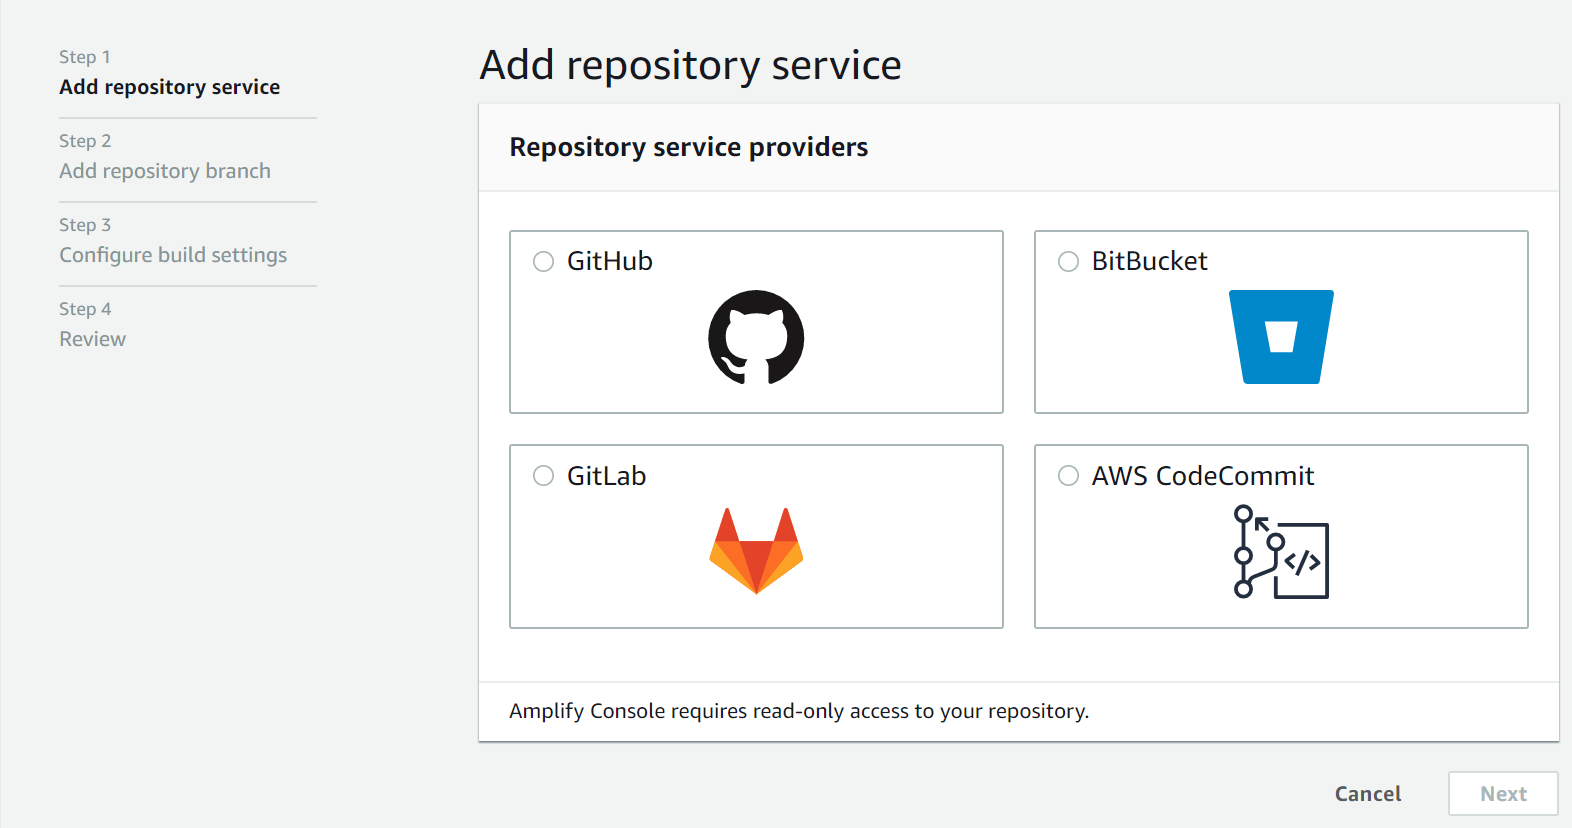 Step 1
Add repository service
Step 2
Add repository branch
Step 3
Configure build settings
Step 4
Review
Add repository service
Repository service providers
GitHub
BitBucket
GitLab
AWS CodeCommit
</>
Amplify Console requires read-only access to your repository.
Cancel
Next